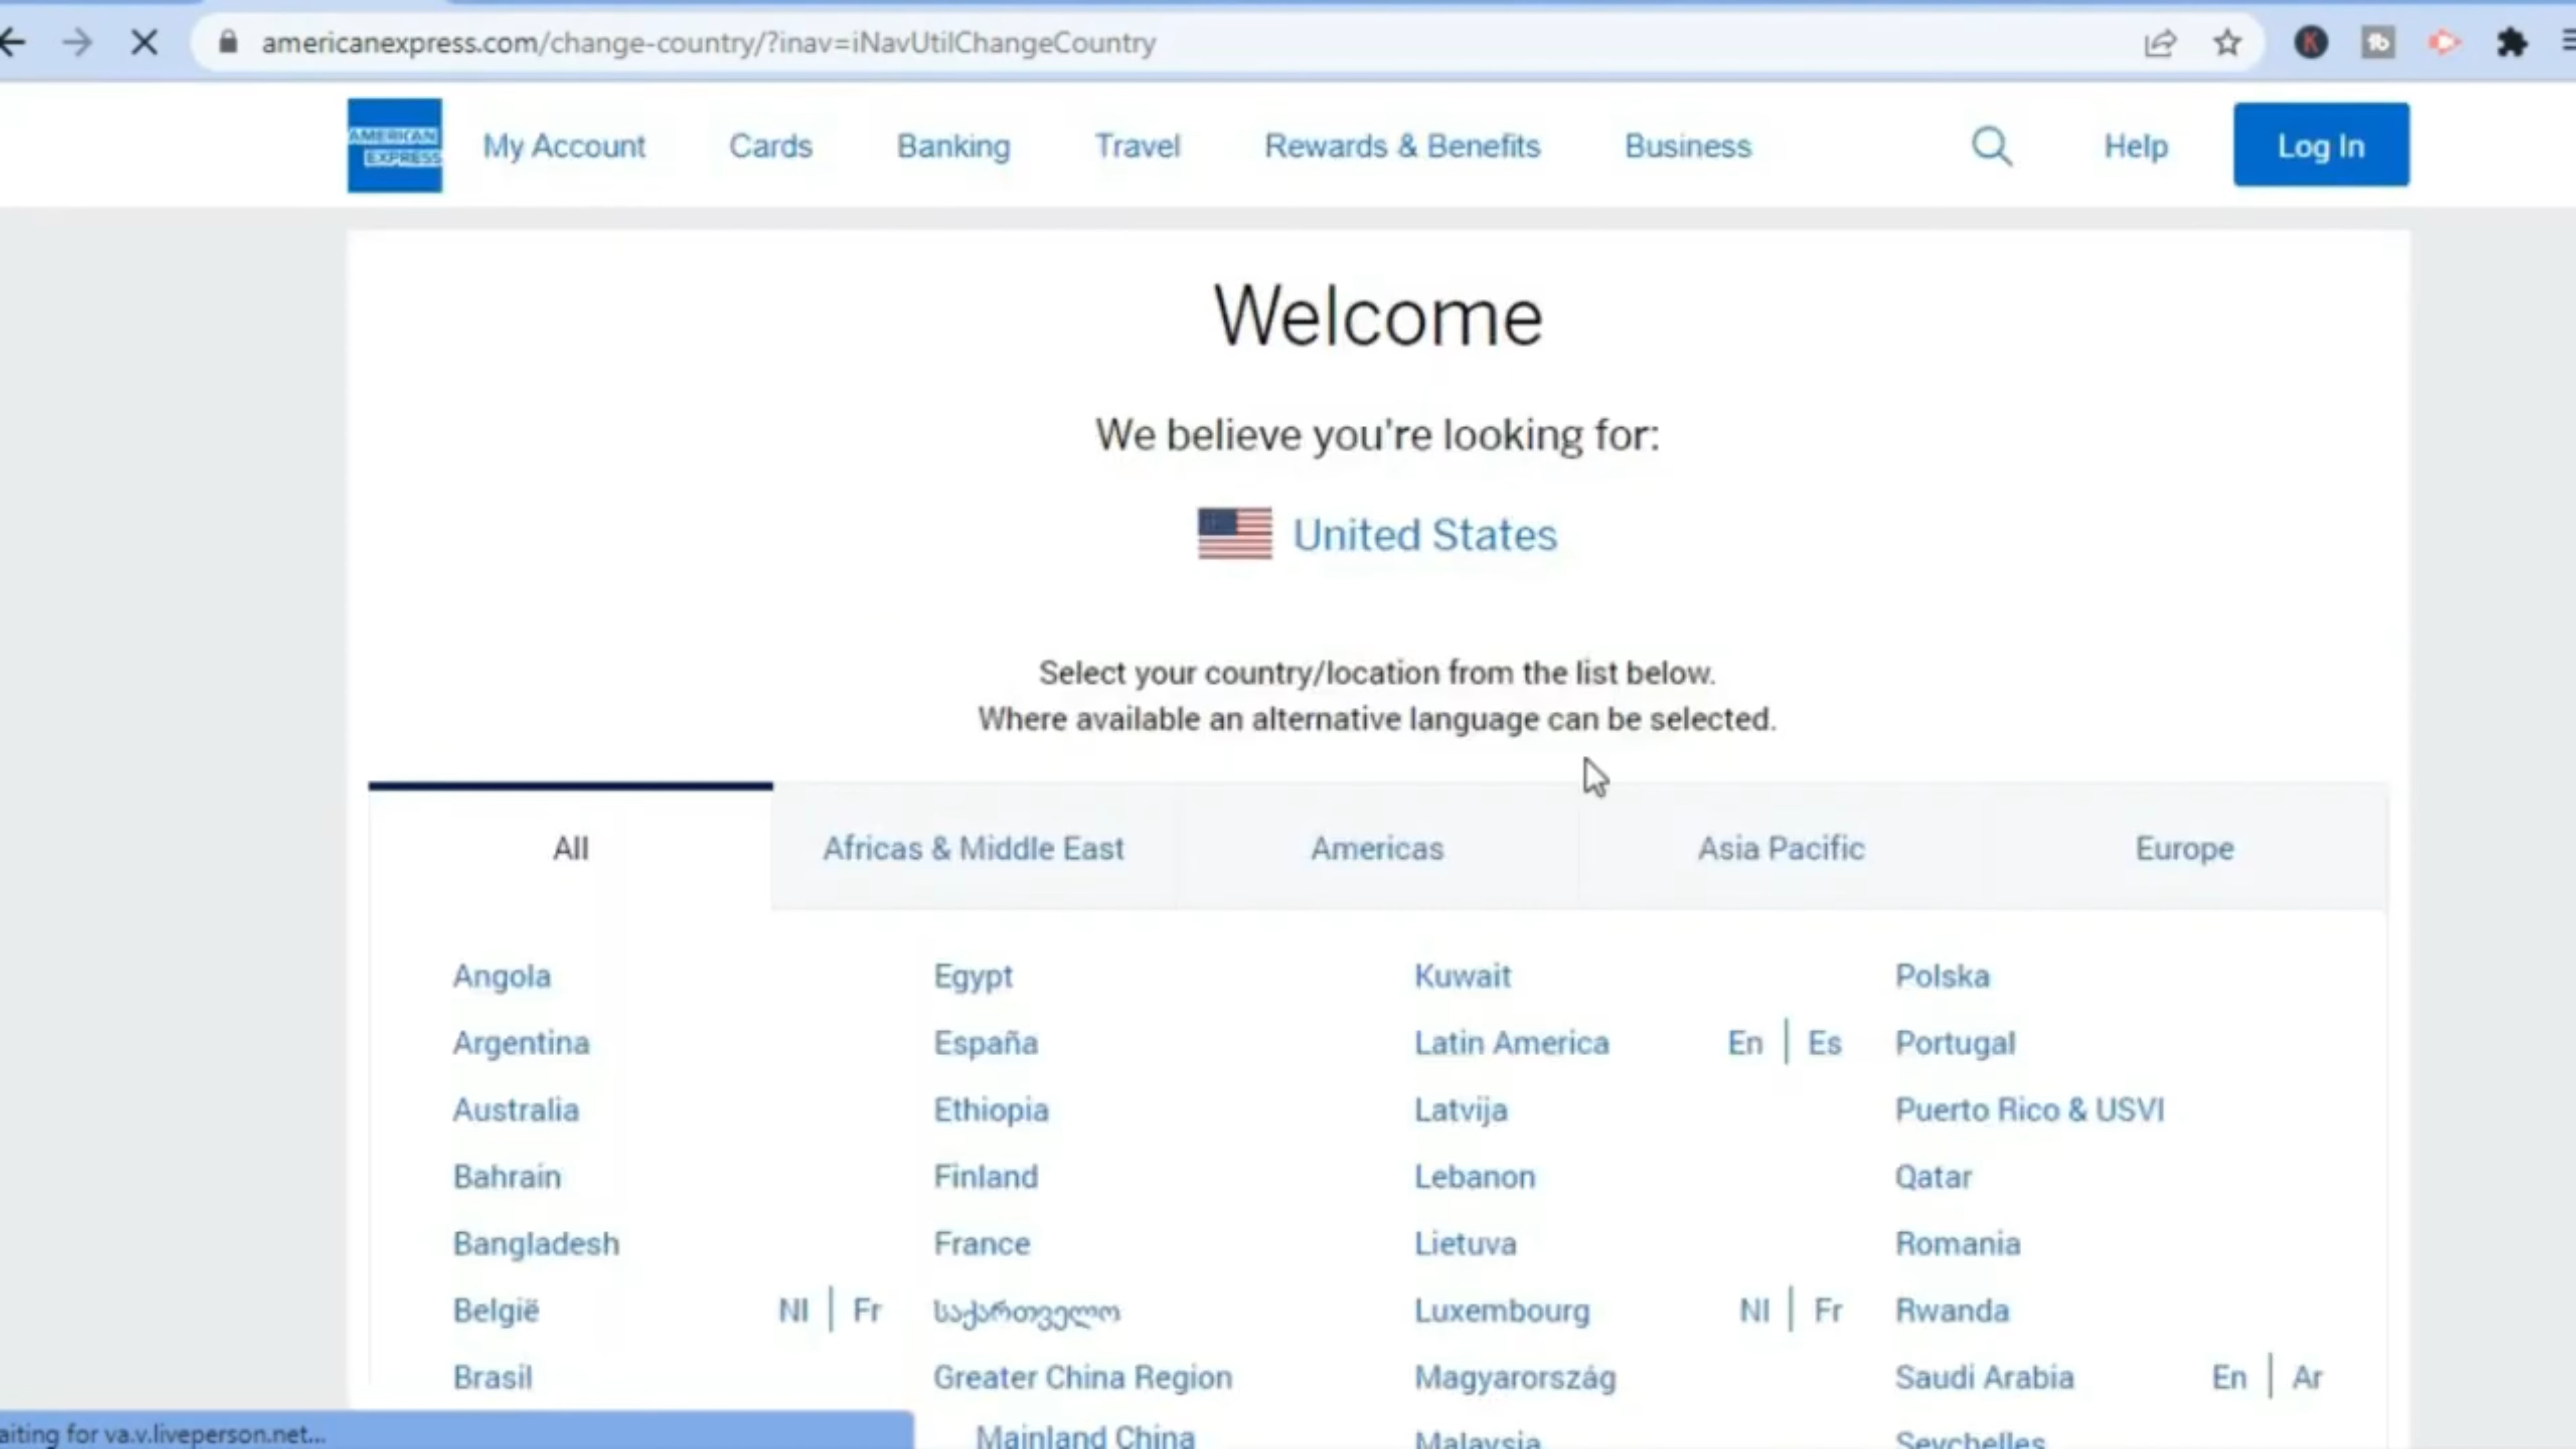 americanexpress.com/change-country/?inav=iNavUtilChangeCountry
AMERICAN
EXPRESS
My Account
Cards
Banking
Travel
Rewards & Benefits
Business
Help
Log In
Welcome
We believe you're looking for:
United States
Select your country/location from the list below.
Where available an alternative language can be selected.
All
Africas & Middle East
Americas
Asia Pacific
Europe
Angola
Argentina
Australia
Bahrain
Bangladesh
België Nl | Fr
Brasil
Egypt
España
Ethiopia
Finland
France
საქართველო
Greater China Region
Mainland China
Kuwait
Latin America En | Es
Latvija
Lebanon
Lietuva
Luxembourg Nl | Fr
Magyarország
Malaysia
Polska
Portugal
Puerto Rico & USVI
Qatar
Romania
Rwanda
Saudi Arabia En | Ar
Seychelles
aiting for va.v.liveperson.net...